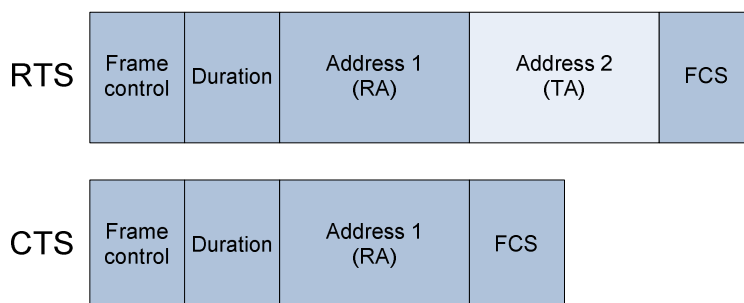 RTS
Frame
control
Duration
Address 1
(RA)
Address 2
(TA)
FCS
CTS
Frame
control
Duration
Address 1
(RA)
FCS